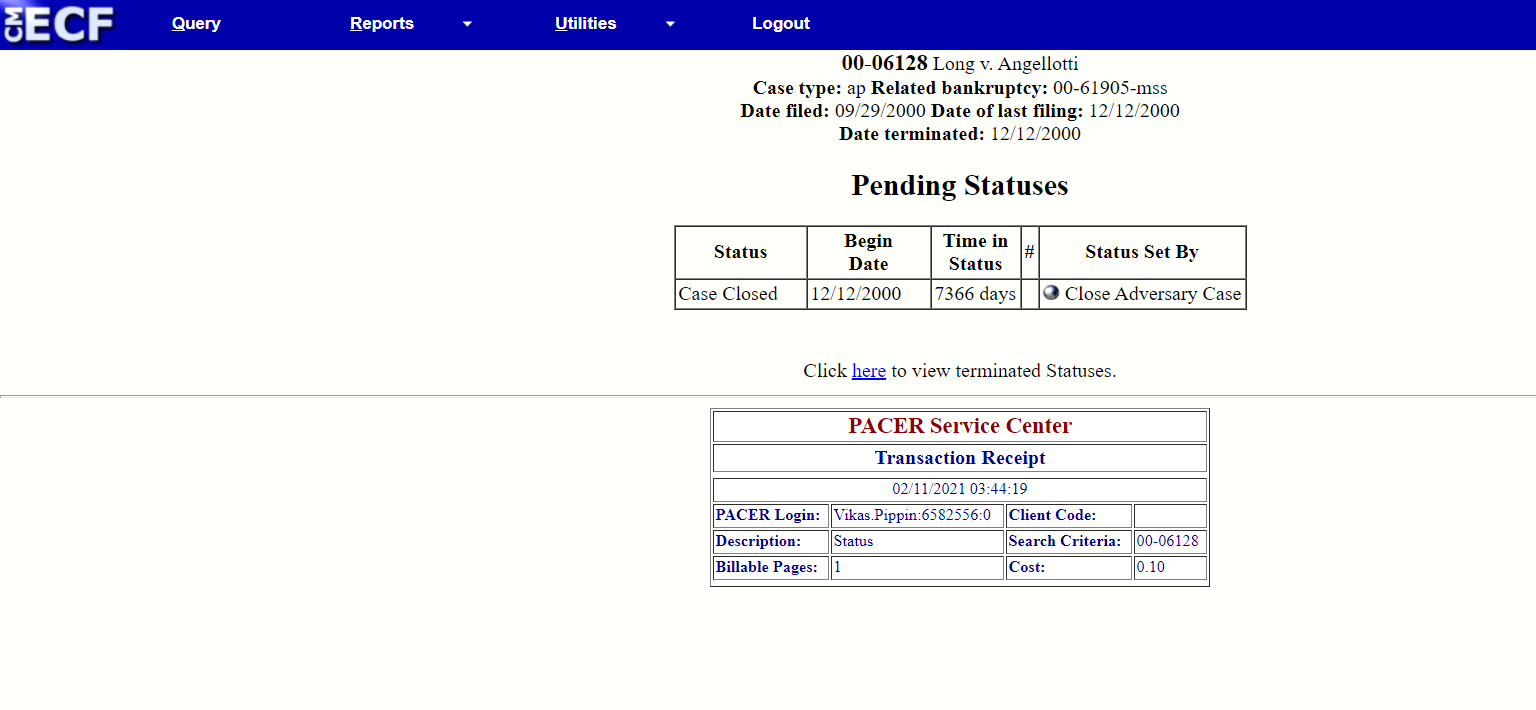 CM ECF Query Reports Utilities Logout
00-06128 Long v. Angellotti
Case type: ap Related bankruptcy: 00-61905-mss
Date filed: 09/29/2000 Date of last filing: 12/12/2000
Date terminated: 12/12/2000
Pending Statuses
Status Begin Date Time in Status # Status Set By
Case Closed 12/12/2000 7366 days Close Adversary Case
Click here to view terminated Statuses.
PACER Service Center
Transaction Receipt
02/11/2021 03:44:19
PACER Login: Vikas.Pippin:6582556:0 Client Code:
Description: Status Search Criteria: 00-06128
Billable Pages: 1 Cost: 0.10